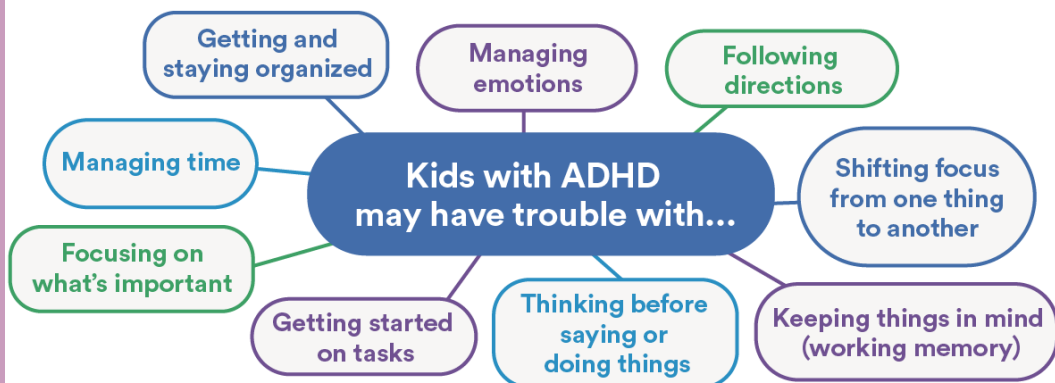 Getting and
staying organized
Managing
emotions
Following
directions
Managing time
Kids with ADHD
may have trouble with...
Shifting focus
from one thing
to another
Focusing on
what's important
Getting started
on tasks
Thinking before
saying or
doing things
Keeping things in mind
(working memory)